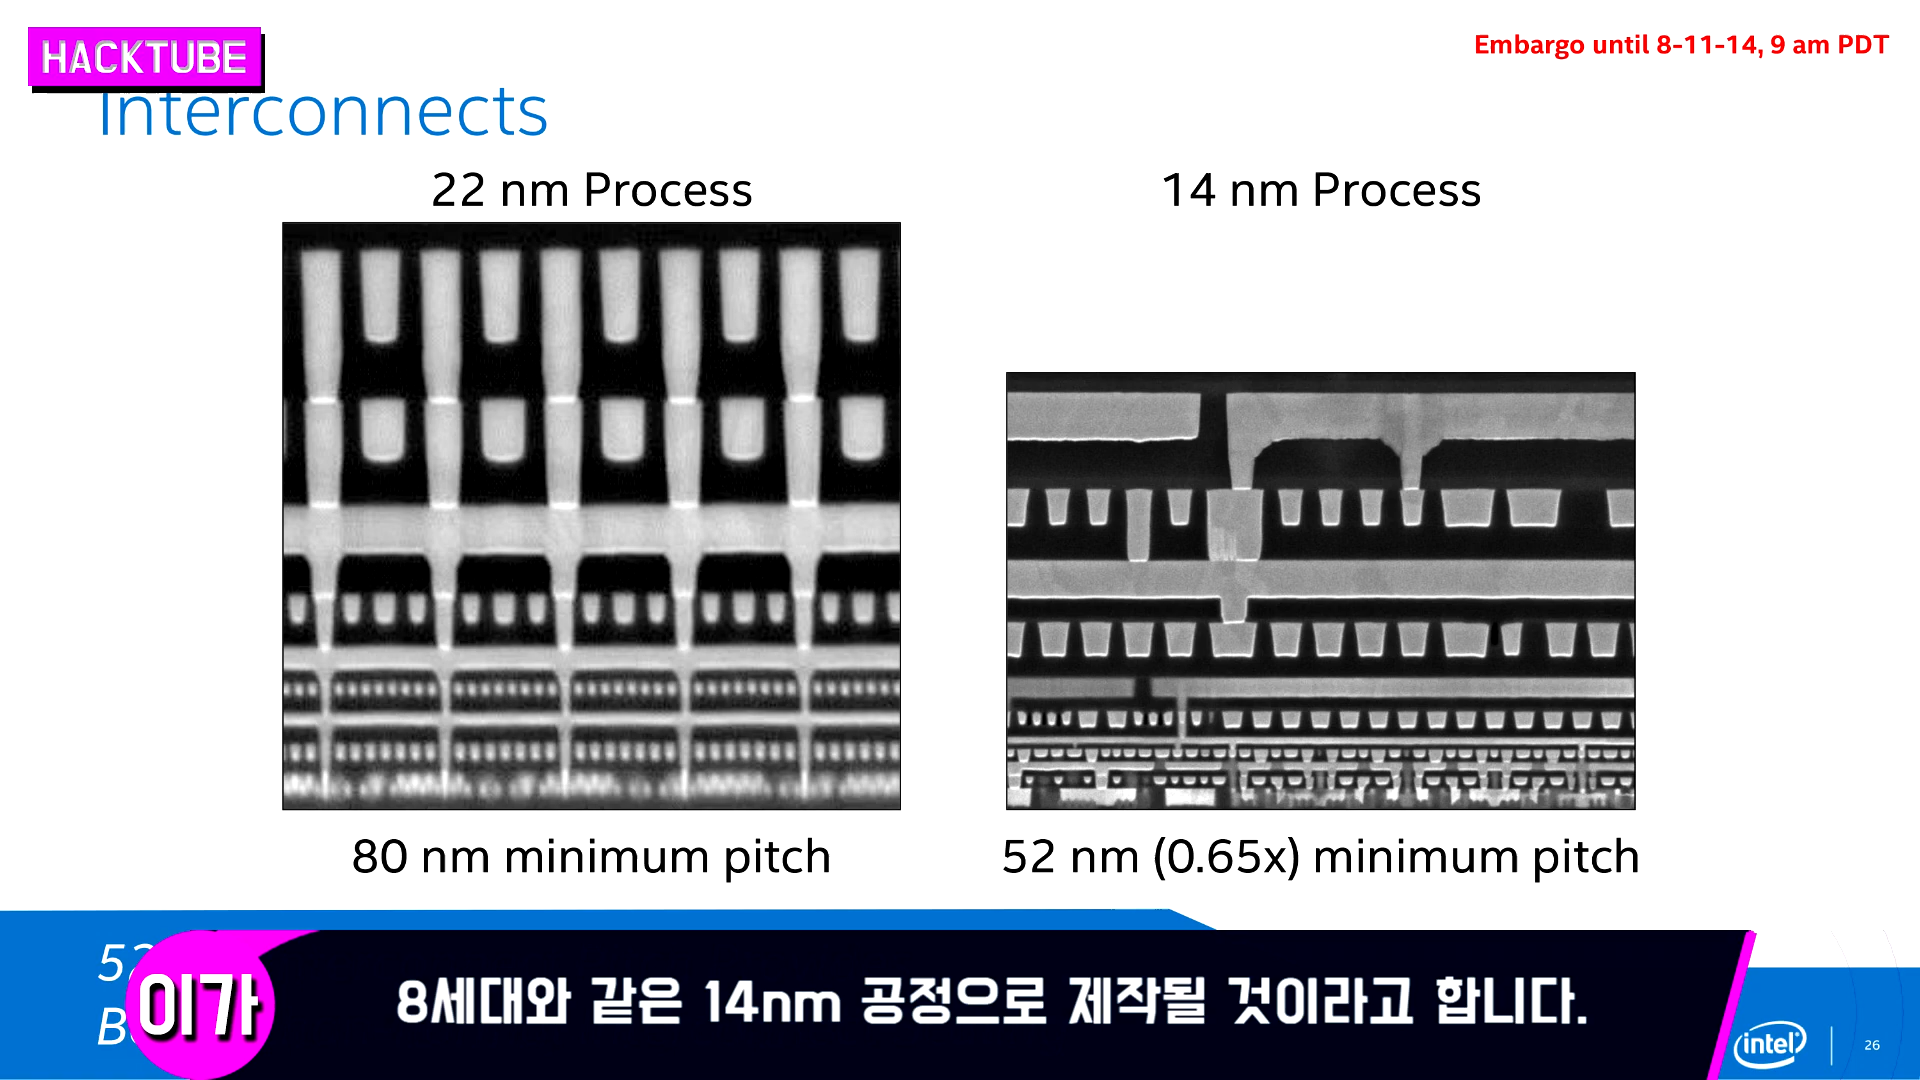 HACKTUBE
Embargo until 8-11-14, 9 am PDT
Interconnects
22 nm Process
14 nm Process
80 nm minimum pitch
52 nm (0.65x) minimum pitch
이가
8세대와 같은 14nm 공정으로 제작될 것이라고 합니다.
intel
26